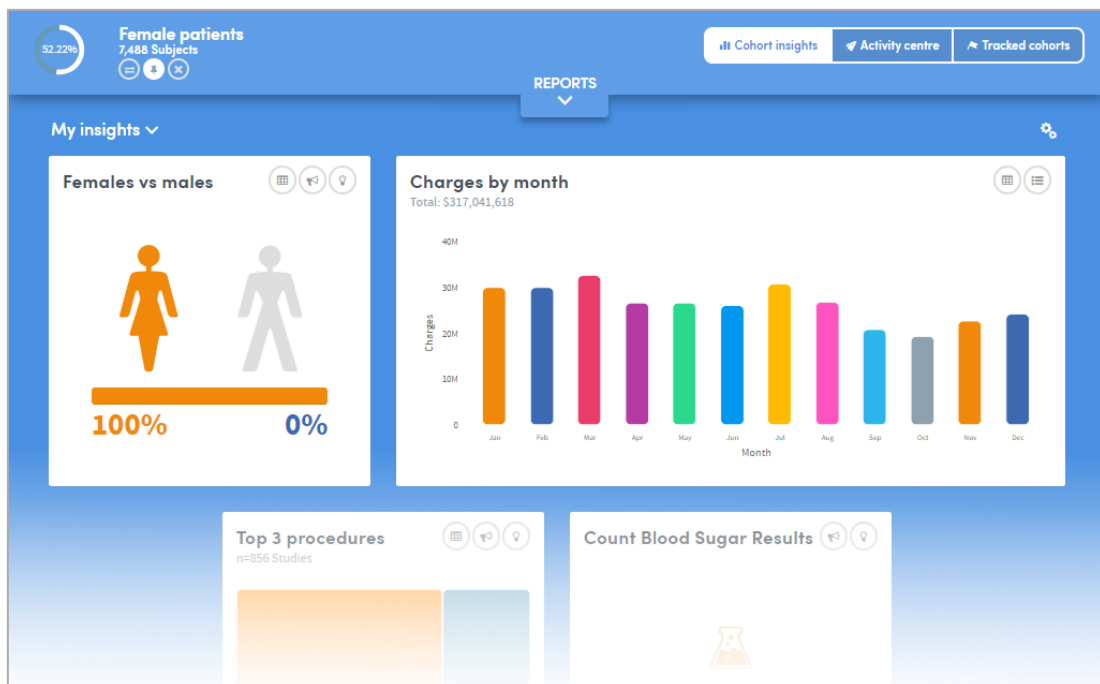 52.22%
Female patients
7,488 Subjects
Cohort insights
Activity centre
Tracked cohorts
REPORTS
My insights
Females vs males
100%
0%
Charges by month
Total: $317,041,618
40M
30M
20M
10M
0
Charges
Jan Feb Mar Apr May Jun Jul Aug Sep Oct Nov Dec
Month
Top 3 procedures
n=856 Studies
Count Blood Sugar Results